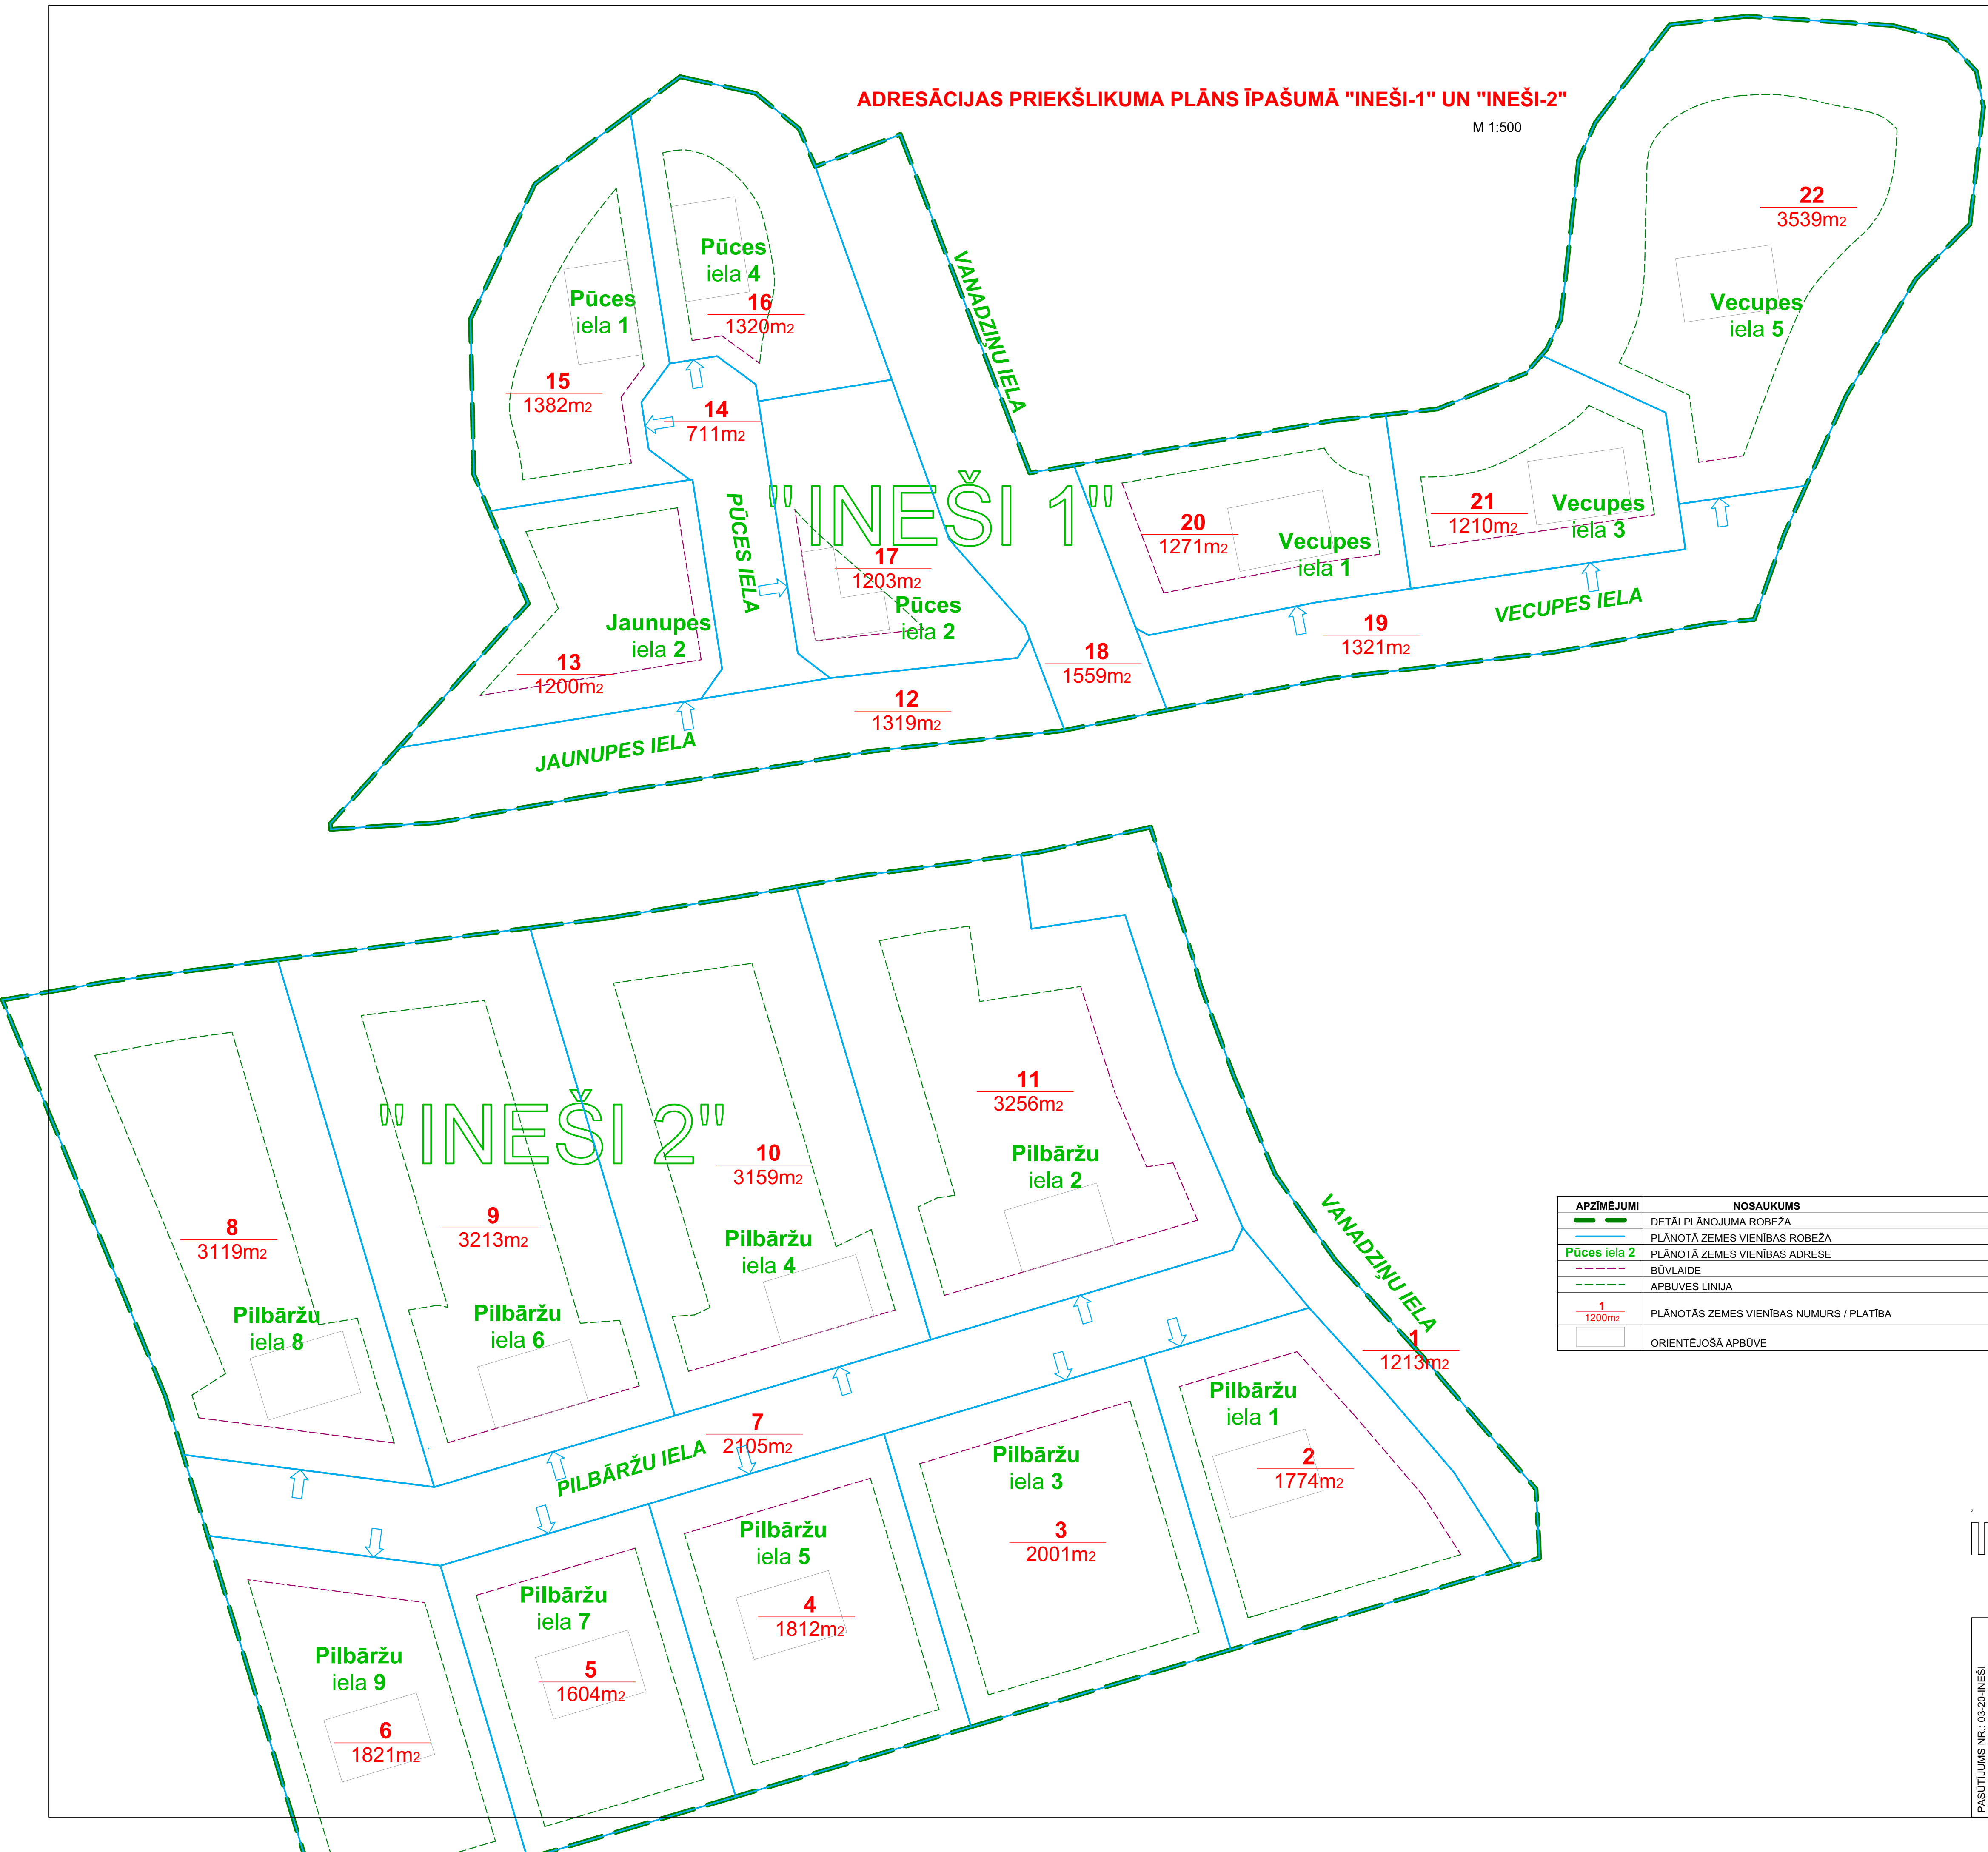 ADRESĀCIJAS PRIEKŠLIKUMA PLĀNS ĪPAŠUMĀ "INEŠI-1" UN "INEŠI-2"
M 1:500
22
3539m2
Vecupes
iela 5
Pūces
iela 4
16
1320m2
Pūces
iela 1
15
1382m2
14
711m2
VANADZIŅU IELA
"INEŠI 1"
PŪCES IELA
17
1203m2
Pūces
iela 2
20
1271m2
Vecupes
iela 1
21
1210m2
Vecupes
iela 3
VECUPES IELA
19
1321m2
18
1559m2
Jaunupes
iela 2
13
1200m2
12
1319m2
JAUNUPES IELA
"INEŠI 2"
11
3256m2
Pilbāržu
iela 2
10
3159m2
Pilbāržu
iela 4
9
3213m2
Pilbāržu
iela 6
8
3119m2
Pilbāržu
iela 8
VANADZIŅU IELA
1
1213m2
7
2105m2
PILBĀRŽU IELA
Pilbāržu
iela 1
2
1774m2
Pilbāržu
iela 3
3
2001m2
Pilbāržu
iela 5
4
1812m2
Pilbāržu
iela 7
5
1604m2
Pilbāržu
iela 9
6
1821m2
APZĪMĒJUMI NOSAUKUMS
DETĀLPLĀNOJUMA ROBEŽA
PLĀNOTĀ ZEMES VIENĪBAS ROBEŽA
Pūces iela 2 PLĀNOTĀ ZEMES VIENĪBAS ADRESE
BŪVLAIDE
APBŪVES LĪNIJA
1
1200m2
PLĀNOTĀS ZEMES VIENĪBAS NUMURS / PLATĪBA
ORIENTĒJOŠĀ APBŪVE
PASŪTĪJUMS NR.: 03-20-INEŠI